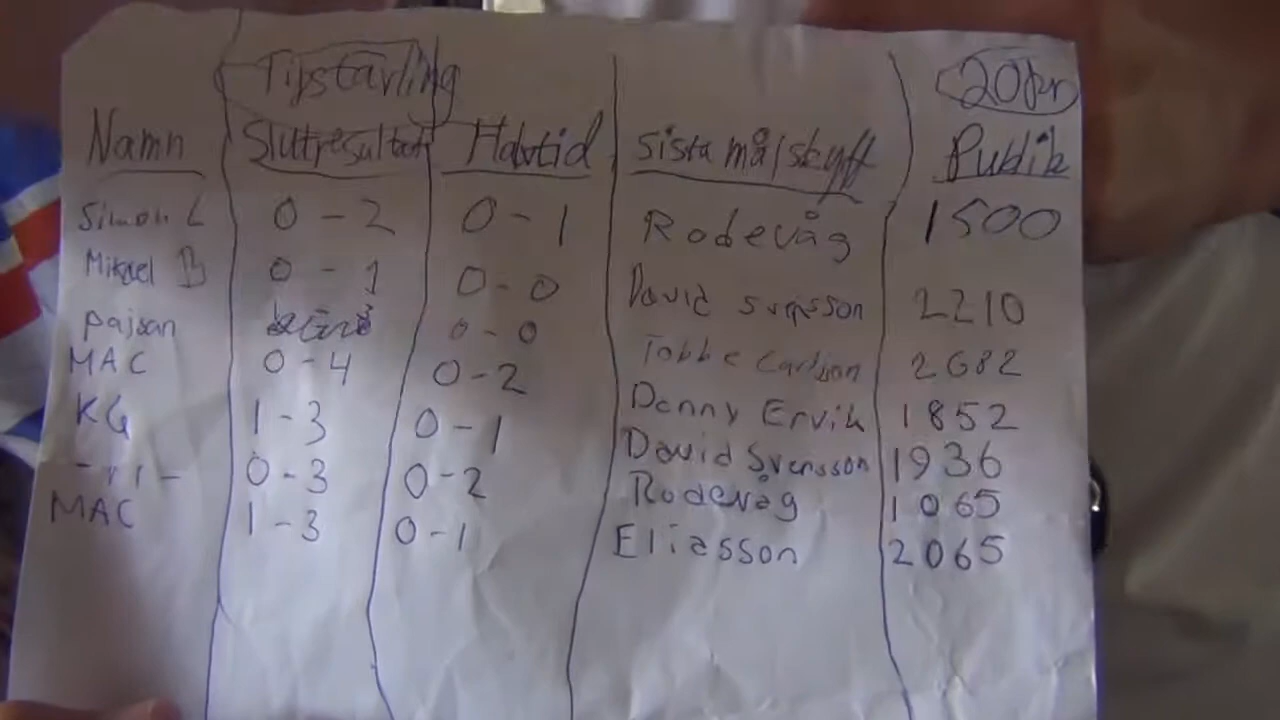 Tipstävling 20kr
Namn Slutresultat Halvtid Sista målskytt Publik
Simon L 0-2 0-1 Rodevåg 1500
Mikael B 0-1 0-0 David Svensson 2210
Pajsan 0-0 Tobbe Carlsson 2682
MAC 0-4 0-2 Denny Ervik 1852
KG 1-3 0-1 David Svensson 1936
-11- 0-3 0-2 Rodevåg 1065
MAC 1-3 0-1 Eliasson 2065